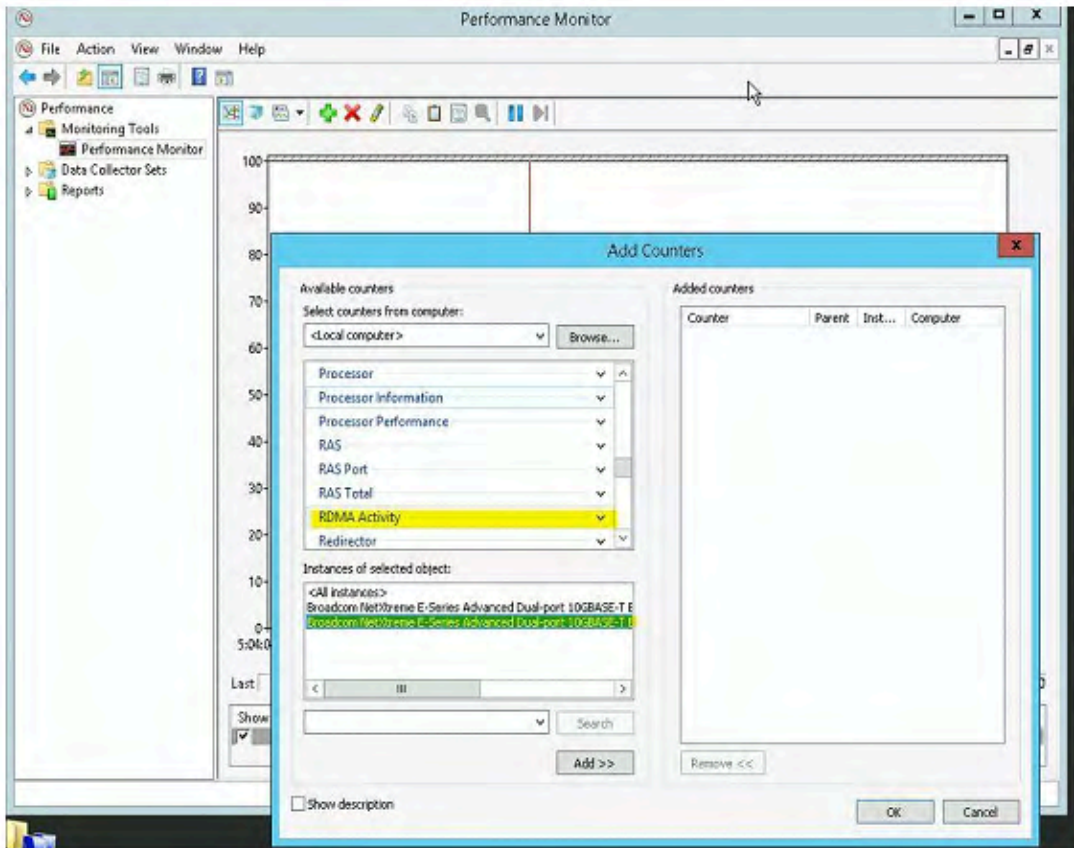 Performance Monitor
File Action View Window Help
Performance
Monitoring Tools
Performance Monitor
Data Collector Sets
Reports
100
90
80
70
60
50
40
30
20
10
0
5:04:0
Last
Show
Add Counters
Available counters
Select counters from computer:
<Local computer>
Browse...
Processor
Processor Information
Processor Performance
RAS
RAS Port
RAS Total
RDMA Activity
Redirector
Instances of selected object:
<All instances>
Broadcom NetXtreme E-Series Advanced Dual-port 10GBASE-T E
Broadcom NetXtreme E-Series Advanced Dual-port 10GBASE-T E
Search
Add >>
Show description
Added counters
Counter Parent Inst... Computer
Remove <<
OK Cancel